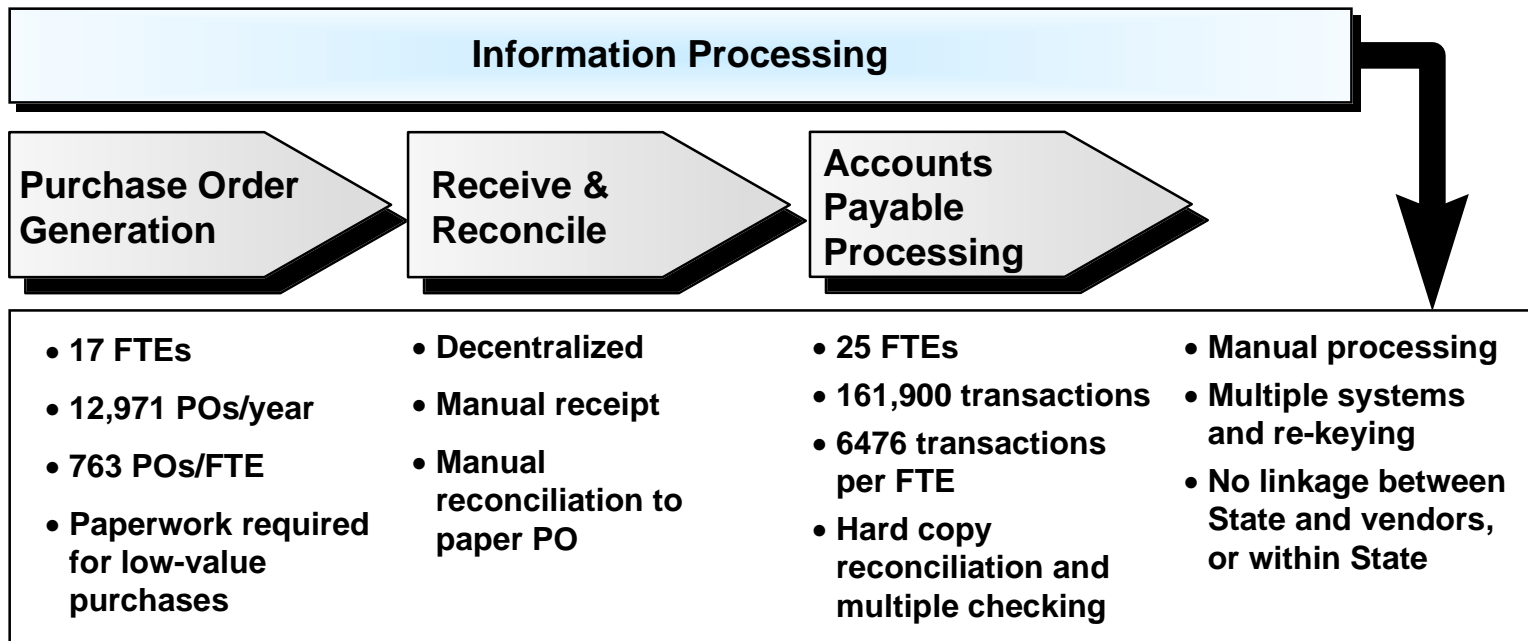 Information Processing
Purchase Order
Generation
Receive &
Reconcile
Accounts
Payable
Processing
• 17 FTEs
• 12,971 POs/year
• 763 POs/FTE
• Paperwork required
for low-value
purchases
• Decentralized
• Manual receipt
• Manual
reconciliation to
paper PO
• 25 FTEs
• 161,900 transactions
• 6476 transactions
per FTE
• Hard copy
reconciliation and
multiple checking
• Manual processing
• Multiple systems
and re-keying
• No linkage between
State and vendors,
or within State